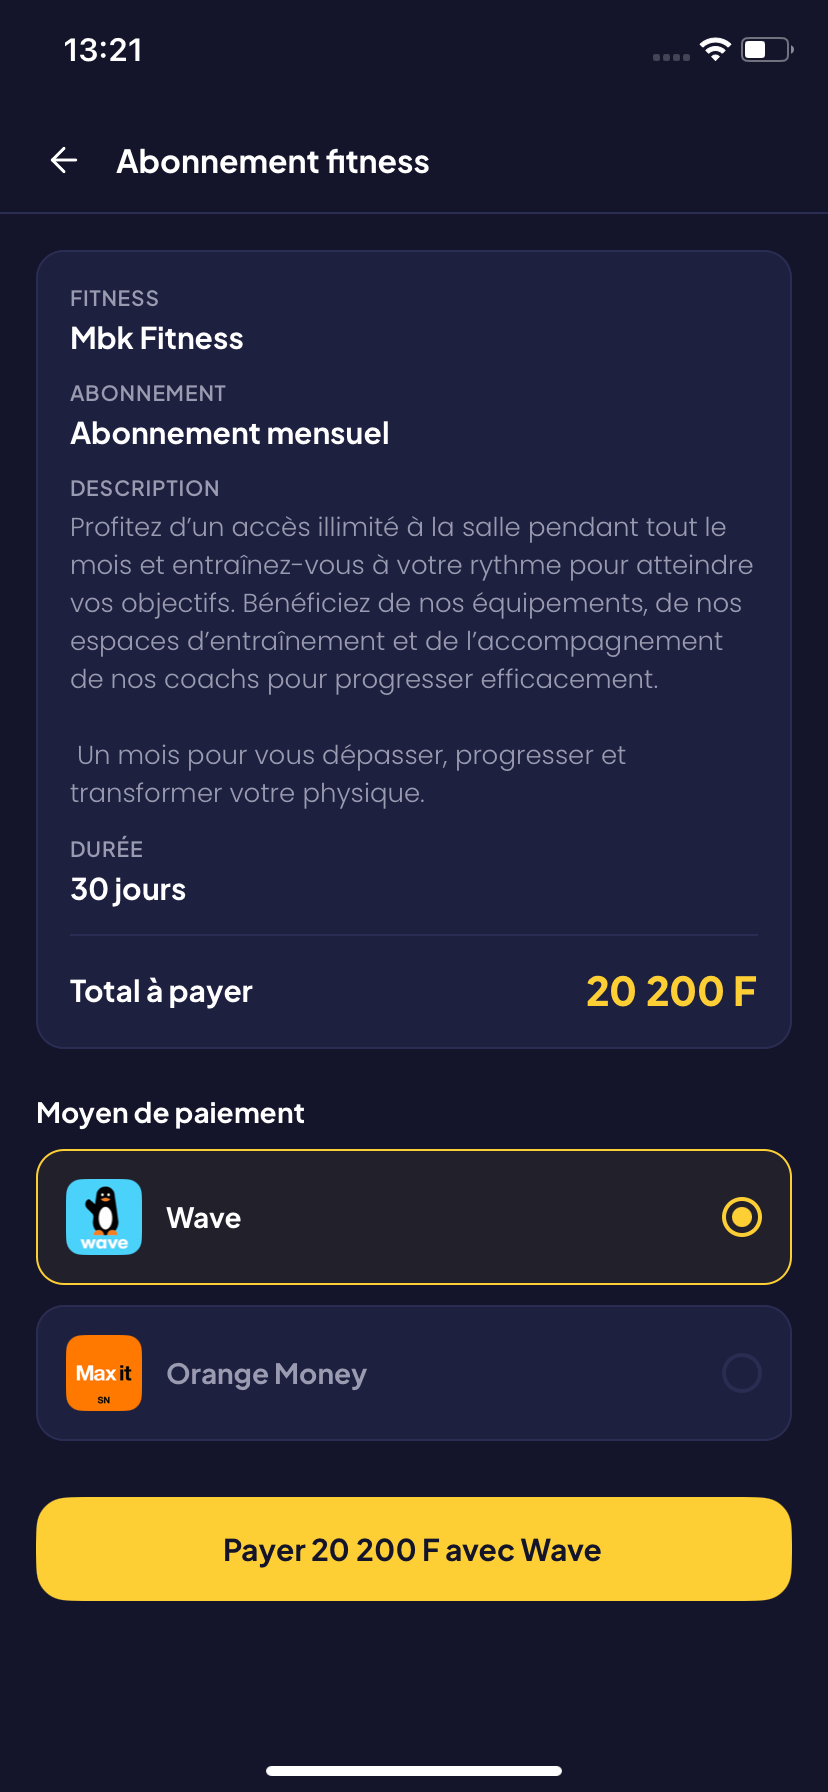 13:21
Abonnement fitness
FITNESS
Mbk Fitness
ABONNEMENT
Abonnement mensuel
DESCRIPTION
Profitez d’un accès illimité à la salle pendant tout le
mois et entraînez-vous à votre rythme pour atteindre
vos objectifs. Bénéficiez de nos équipements, de nos
espaces d’entraînement et de l’accompagnement
de nos coachs pour progresser efficacement.
Un mois pour vous dépasser, progresser et
transformer votre physique.
DURÉE
30 jours
Total à payer 20 200 F
Moyen de paiement
wave
Wave
Max it
SN
Orange Money
Payer 20 200 F avec Wave